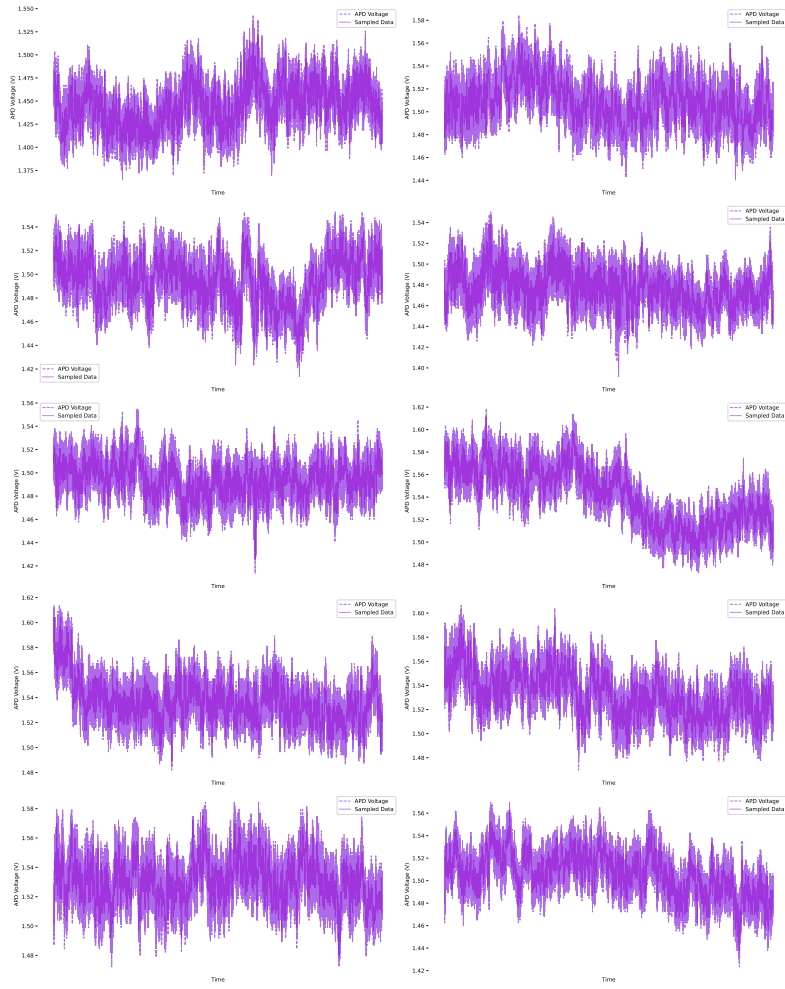 1.550
1.525
1.500
1.475
1.450
1.425
1.400
1.375
APD Voltage (V)
Time
APD Voltage
Sampled Data
1.58
1.56
1.54
1.52
1.50
1.48
1.46
1.44
APD Voltage (V)
Time
APD Voltage
Sampled Data
1.54
1.52
1.50
1.48
1.46
1.44
1.42
APD Voltage (V)
Time
APD Voltage
Sampled Data
1.54
1.52
1.50
1.48
1.46
1.44
1.42
1.40
APD Voltage (V)
Time
APD Voltage
Sampled Data
1.56
1.54
1.52
1.50
1.48
1.46
1.44
1.42
APD Voltage (V)
Time
APD Voltage
Sampled Data
1.62
1.60
1.58
1.56
1.54
1.52
1.50
1.48
APD Voltage (V)
Time
APD Voltage
Sampled Data
1.62
1.60
1.58
1.56
1.54
1.52
1.50
1.48
APD Voltage (V)
Time
APD Voltage
Sampled Data
1.60
1.58
1.56
1.54
1.52
1.50
1.48
APD Voltage (V)
Time
APD Voltage
Sampled Data
1.58
1.56
1.54
1.52
1.50
1.48
APD Voltage (V)
Time
APD Voltage
Sampled Data
1.56
1.54
1.52
1.50
1.48
1.46
1.44
1.42
APD Voltage (V)
Time
APD Voltage
Sampled Data